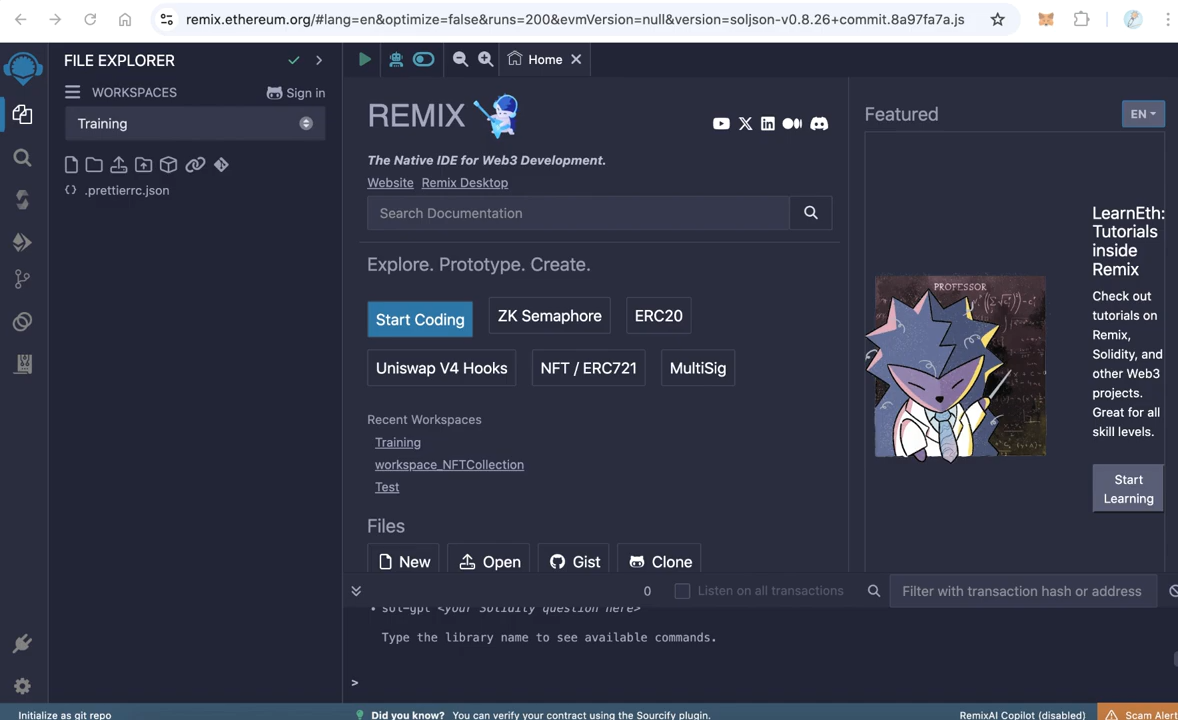 remix.ethereum.org/#lang=en&optimize=false&runs=200&evmVersion=null&version=soljson-v0.8.26+commit.8a97fa7a.js
FILE EXPLORER
WORKSPACES
Sign in
Training
.prettierrc.json
Home
REMIX
The Native IDE for Web3 Development.
Website Remix Desktop
Search Documentation
Explore. Prototype. Create.
Start Coding ZK Semaphore ERC20
Uniswap V4 Hooks NFT / ERC721 MultiSig
Recent Workspaces
Training
workspace_NFTCollection
Test
Files
New Open Gist Clone
Featured
EN
PROFESSOR
LearnEth:
Tutorials
inside
Remix
Check out
tutorials on
Remix,
Solidity, and
other Web3
projects.
Great for all
skill levels.
Start
Learning
0 Listen on all transactions Filter with transaction hash or address
• sol-gpt <your Solidity question here>
Type the library name to see available commands.
>
Initialize as git repo
Did you know? You can verify your contract using the Sourcify plugin.
RemixAI Copilot (disabled)
Scam Alert